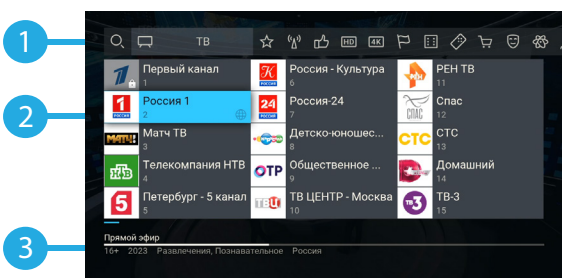 1
ТВ
HD
4K
Первый канал
1
Россия - Культура
6
РЕН ТВ
11
Россия 1
2
Россия-24
7
Спас
12
Матч ТВ
3
Детско-юношес...
8
СТС
13
Телекомпания НТВ
4
Общественное ...
9
Домашний
14
Петербург - 5 канал
5
ТВ ЦЕНТР - Москва
10
ТВ-3
15
2
3
Прямой эфир
16+ 2023 Развлечения, Познавательное Россия